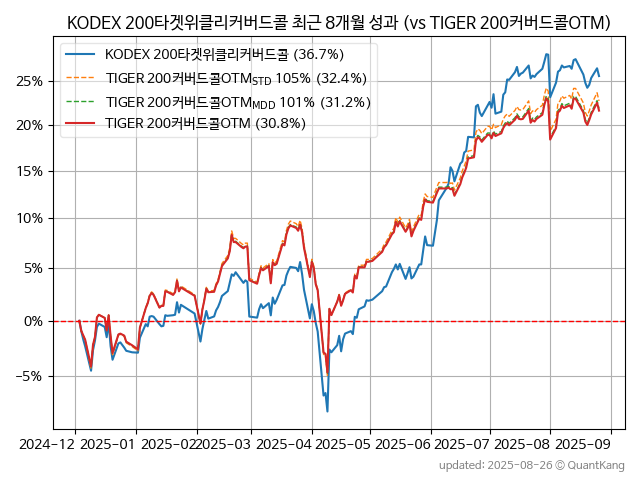 KODEX 200타겟위클리커버드콜 최근 8개월 성과 (vs TIGER 200커버드콜OTM)
KODEX 200타겟위클리커버드콜 (36.7%)
TIGER 200커버드콜OTMSTD 105% (32.4%)
TIGER 200커버드콜OTMMDD 101% (31.2%)
TIGER 200커버드콜OTM (30.8%)
25%
20%
15%
10%
5%
0%
−5%
2024-12 2025-01 2025-02 2025-03 2025-04 2025-05 2025-06 2025-07 2025-08 2025-09
updated: 2025-08-26 © QuantKang